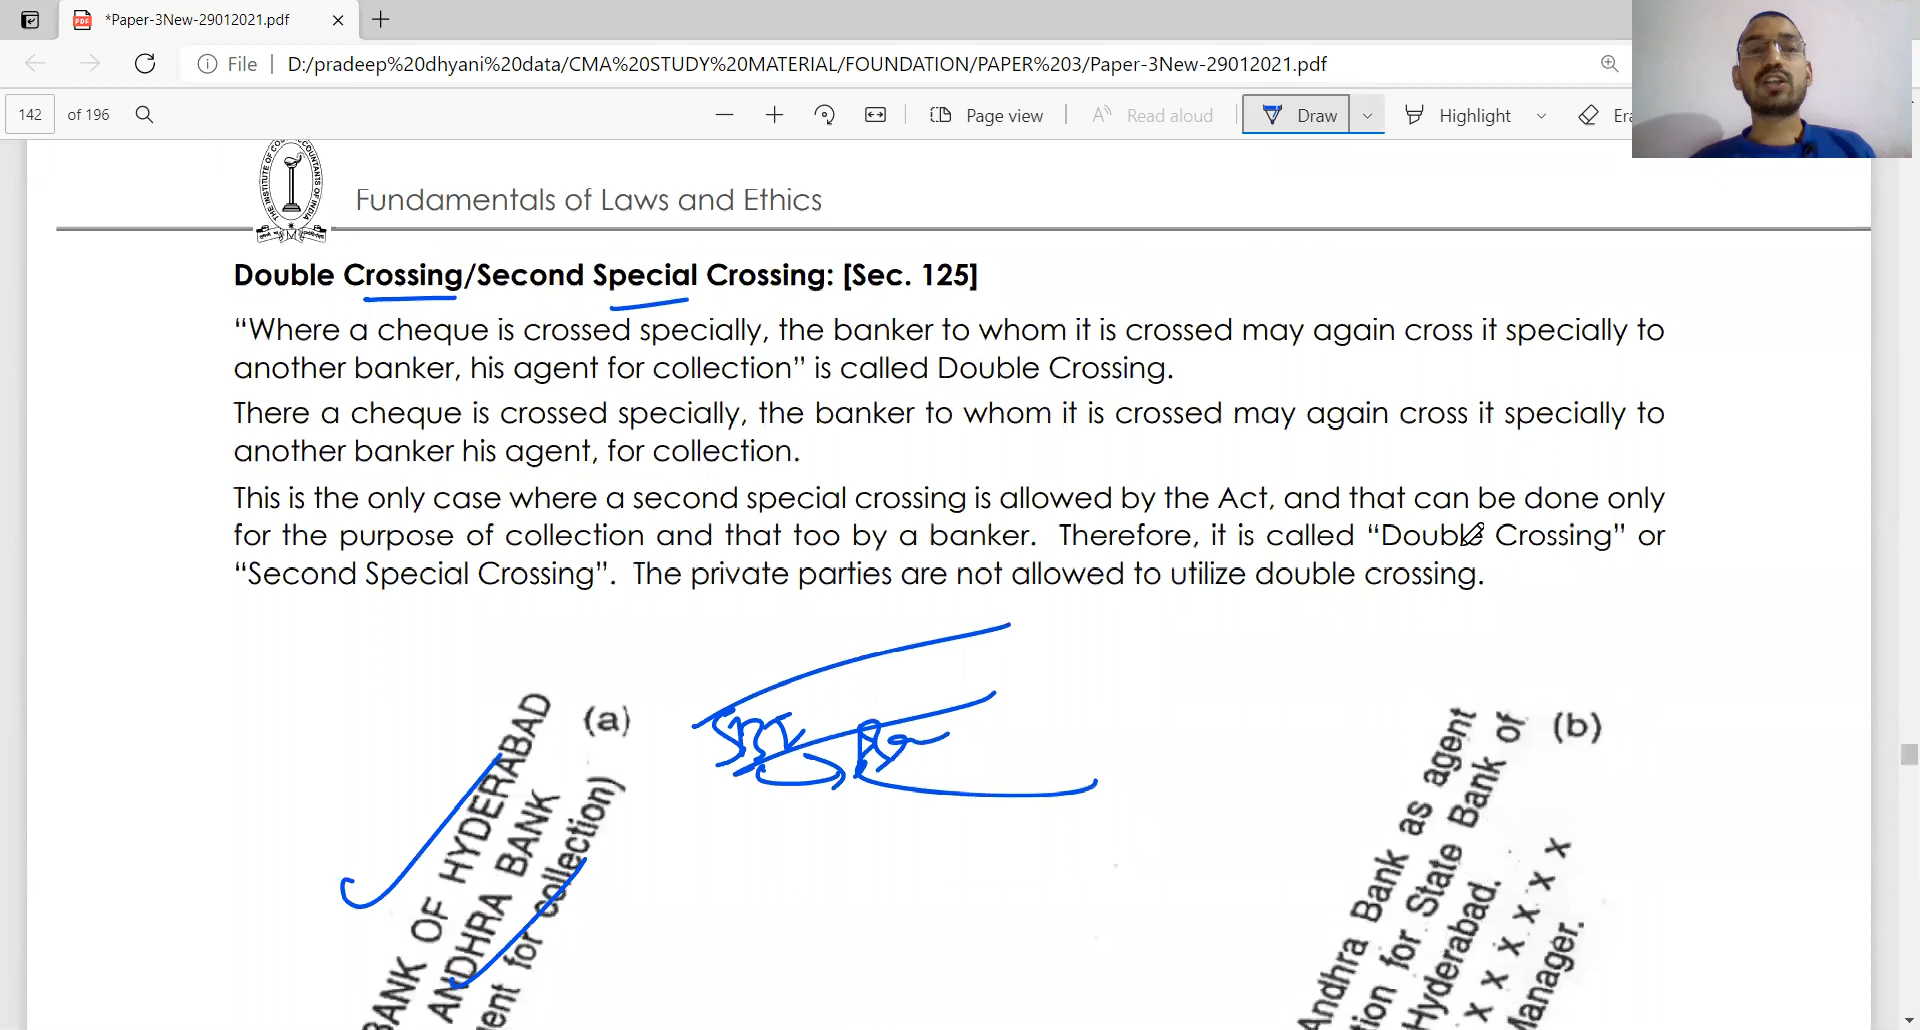 *Paper-3New-29012021.pdf
File D:/pradeep%20dhyani%20data/CMA%20STUDY%20MATERIAL/FOUNDATION/PAPER%203/Paper-3New-29012021.pdf
142 of 196 Page view Read aloud Draw Highlight Era
Fundamentals of Laws and Ethics
Double Crossing/Second Special Crossing: [Sec. 125]
“Where a cheque is crossed specially, the banker to whom it is crossed may again cross it specially to
another banker, his agent for collection” is called Double Crossing.
There a cheque is crossed specially, the banker to whom it is crossed may again cross it specially to
another banker his agent, for collection.
This is the only case where a second special crossing is allowed by the Act, and that can be done only
for the purpose of collection and that too by a banker. Therefore, it is called “Double Crossing” or
“Second Special Crossing”. The private parties are not allowed to utilize double crossing.
BANK OF HYDERABAD
ANDHRA BANK
ent for collection)
(a)
SBI
Andhra Bank as agent
tion for State Bank of
Hyderabad.
x x x x x x
Manager.
(b)